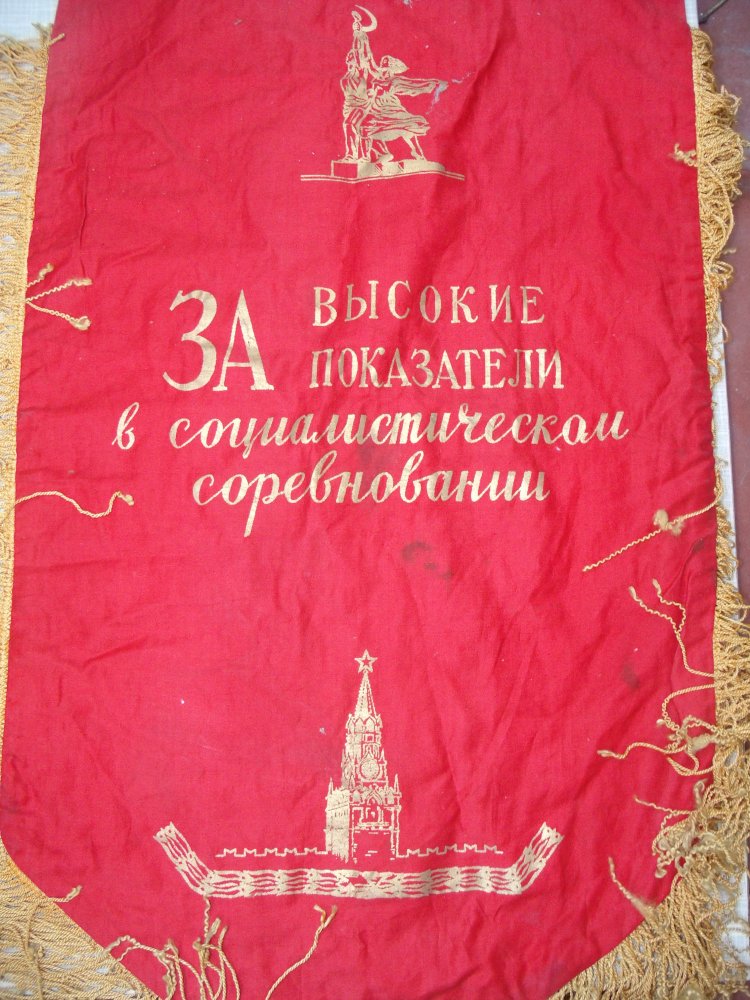 ЗА ВЫСОКИЕ
ПОКАЗАТЕЛИ
в социалистическом
соревновании